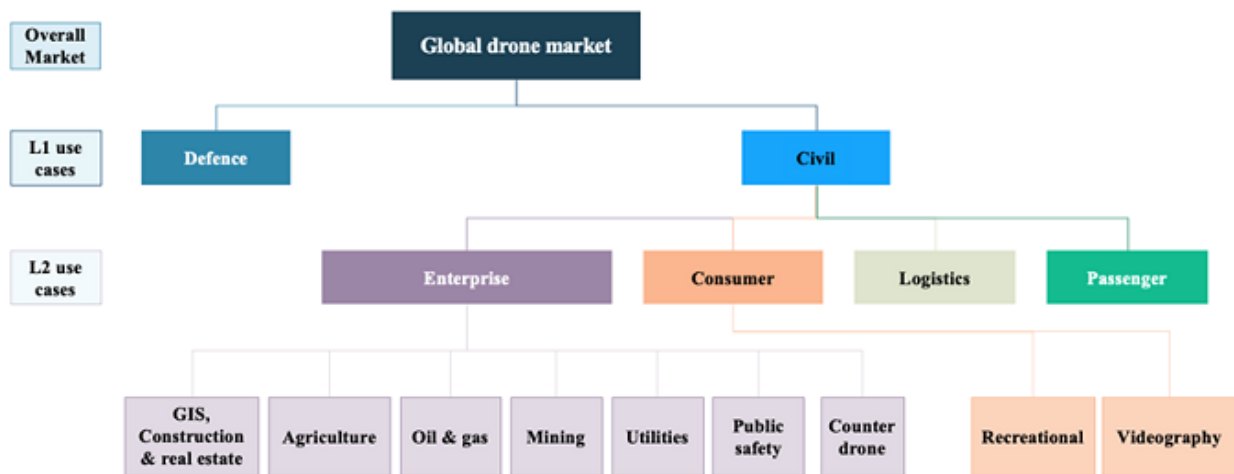 Overall
Market
Global drone market
L1 use
cases
Defence
Civil
L2 use
cases
Enterprise
Consumer
Logistics
Passenger
GIS,
Construction
& real estate
Agriculture
Oil & gas
Mining
Utilities
Public
safety
Counter
drone
Recreational
Videography